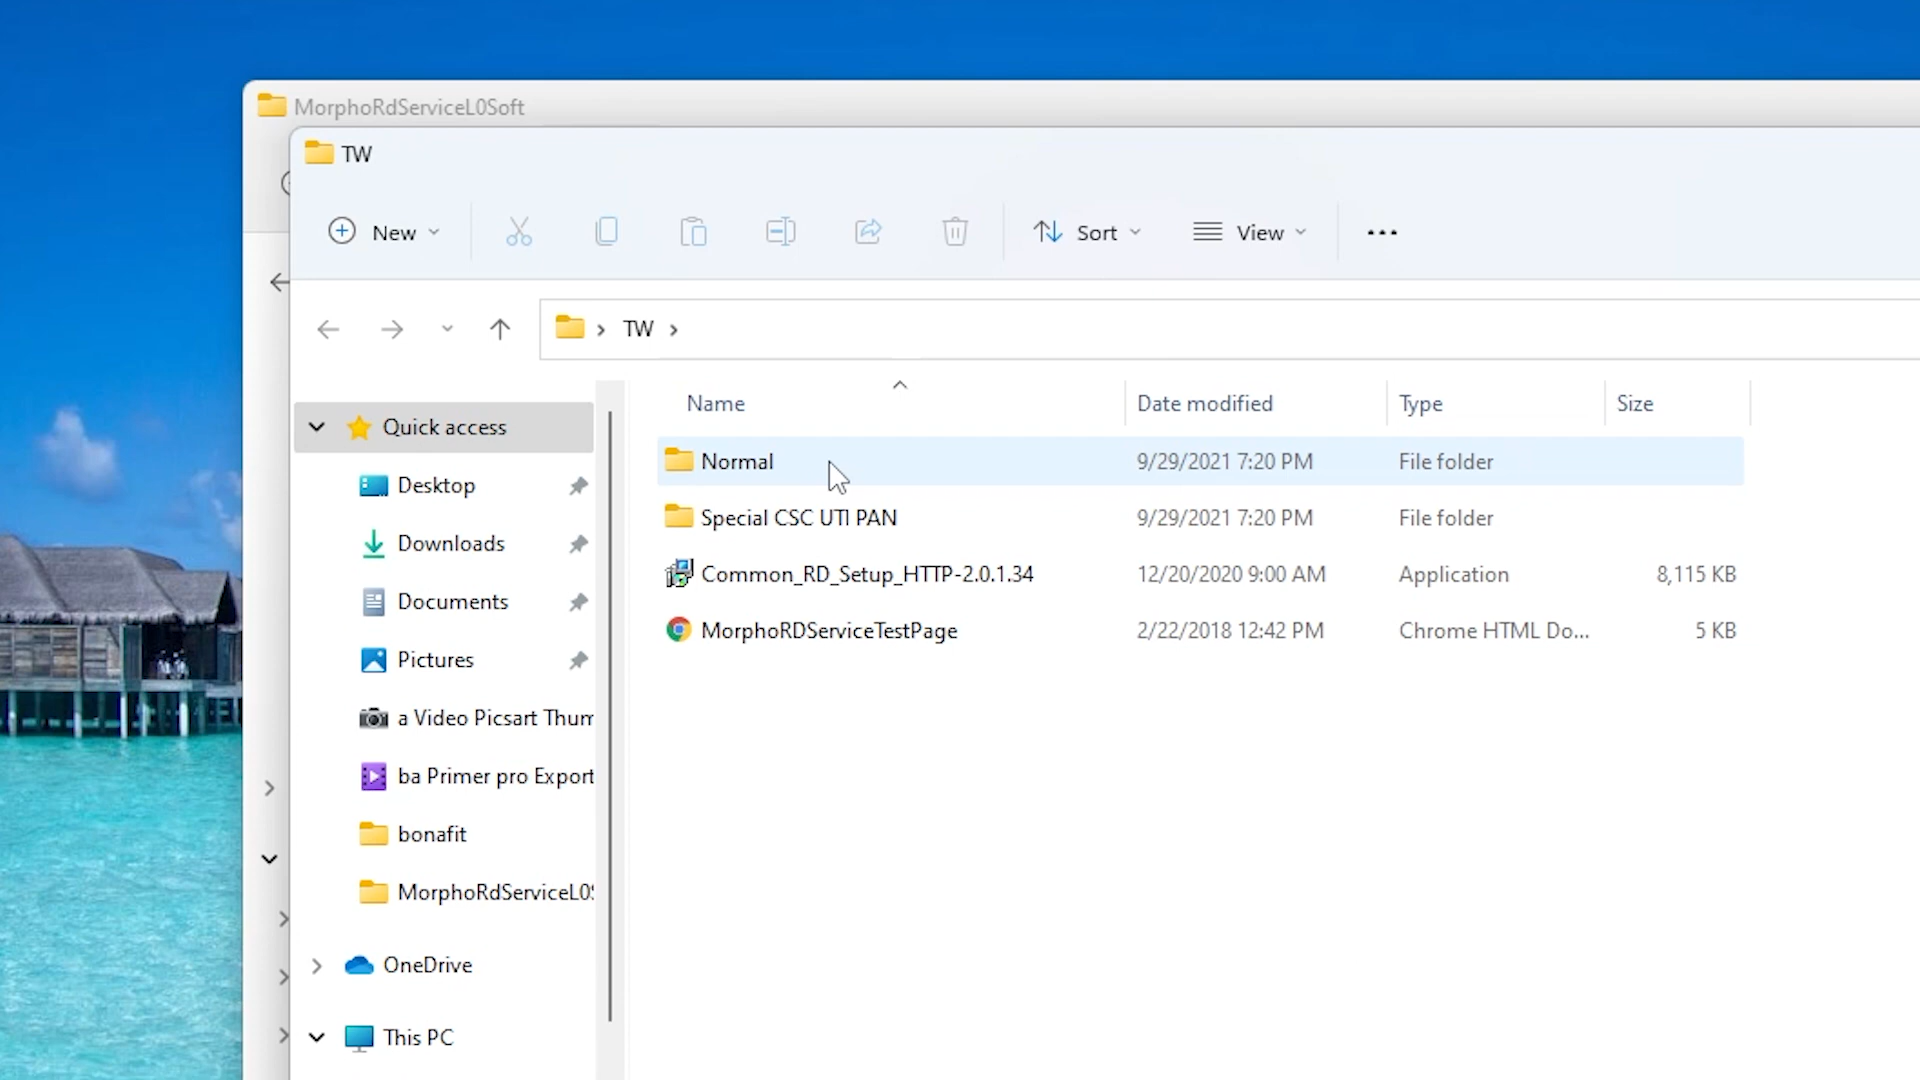 MorphoRdServiceL0Soft
TW
New
Sort
View
TW
Name
Date modified
Type
Size
Quick access
Desktop
Downloads
Documents
Pictures
a Video Picsart Thum
ba Primer pro Export
bonafit
MorphoRdServiceL0S
OneDrive
This PC
Normal 9/29/2021 7:20 PM File folder
Special CSC UTI PAN 9/29/2021 7:20 PM File folder
Common_RD_Setup_HTTP-2.0.1.34 12/20/2020 9:00 AM Application 8,115 KB
MorphoRDServiceTestPage 2/22/2018 12:42 PM Chrome HTML Do... 5 KB